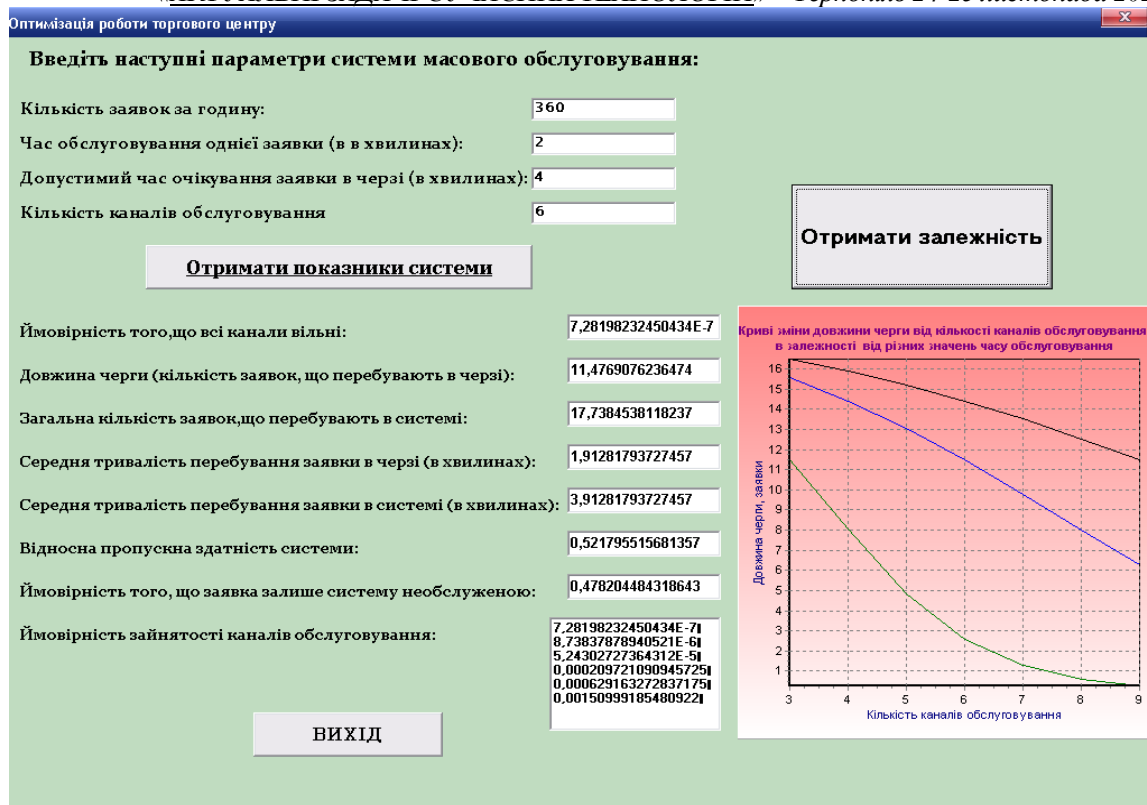 Оптимізація роботи торгового центру
Введіть наступні параметри системи масового обслуговування:
Кількість заявок за годину:
360
Час обслуговування однієї заявки (в в хвилинах):
2
Допустимий час очікування заявки в черзі (в хвилинах):
4
Кількість каналів обслуговування
6
Отримати залежність
Отримати показники системи
Ймовірність того,що всі канали вільні:
7,28198232450434E-7
Довжина черги (кількість заявок, що перебувають в черзі):
11,4769076236474
Загальна кількість заявок,що перебувають в системі:
17,7384538118237
Середня тривалість перебування заявки в черзі (в хвилинах):
1,91281793727457
Середня тривалість перебування заявки в системі (в хвилинах):
3,91281793727457
Відносна пропускна здатність системи:
0,521795515681357
Ймовірність того, що заявка залише систему необслуженою:
0,478204484318643
Ймовірність зайнятості каналів обслуговування:
7,28198232450434E-7
8,73837878940521E-6
5,24302727364312E-5
0,000209721090945725
0,000629163272837175
0,00150999185480922
ВИХІД
Криві зміни довжини черги від кількості каналів обслуговування
в залежності від різних значень часу обслуговування
Довжина черги, заявки
16
15
14
13
12
11
10
9
8
7
6
5
4
3
2
1
3 4 5 6 7 8 9
Кількість каналів обслуговування